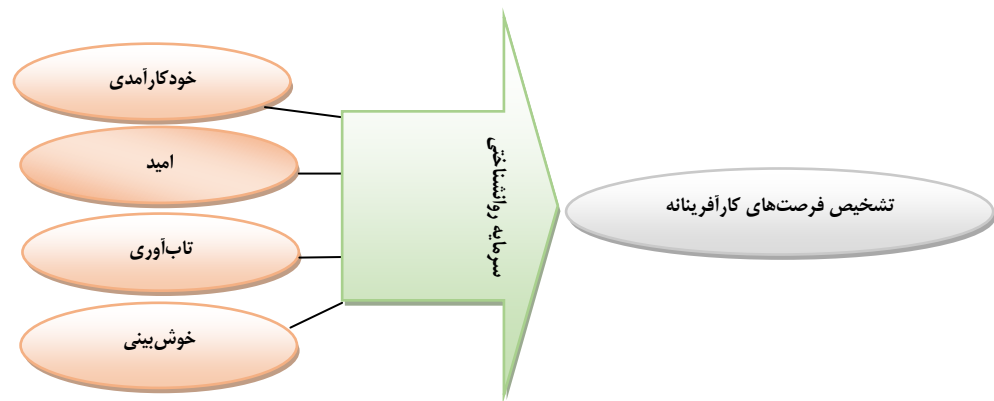 خودکارآمدی
امید
تاب‌آوری
خوش‌بینی
سرمایه روانشناختی
تشخیص فرصت‌های کارآفرینانه